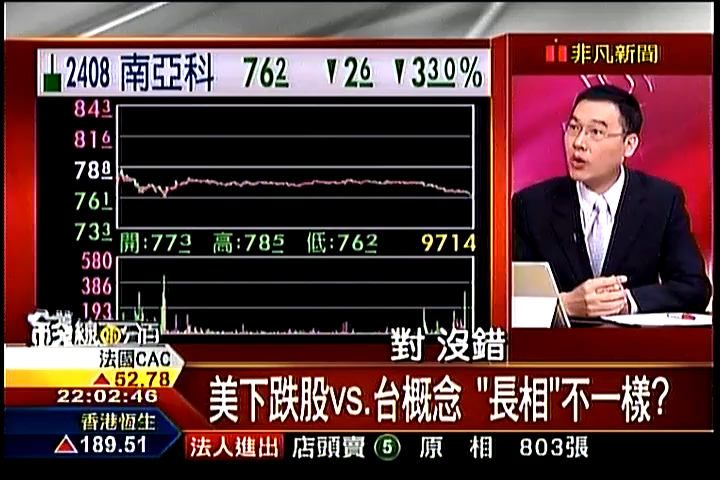 2408 南亞科 762 ▼26 ▼330%
非凡新聞
843
816
788
761
733
開:773 高:785 低:762 9714
580
386
193
錢線百分百
對 沒錯
法國CAC
▲52.78
22:02:46
美下跌股vs.台概念 "長相"不一樣?
香港恆生
▲189.51
法人進出 店頭賣 5 原 相 803張